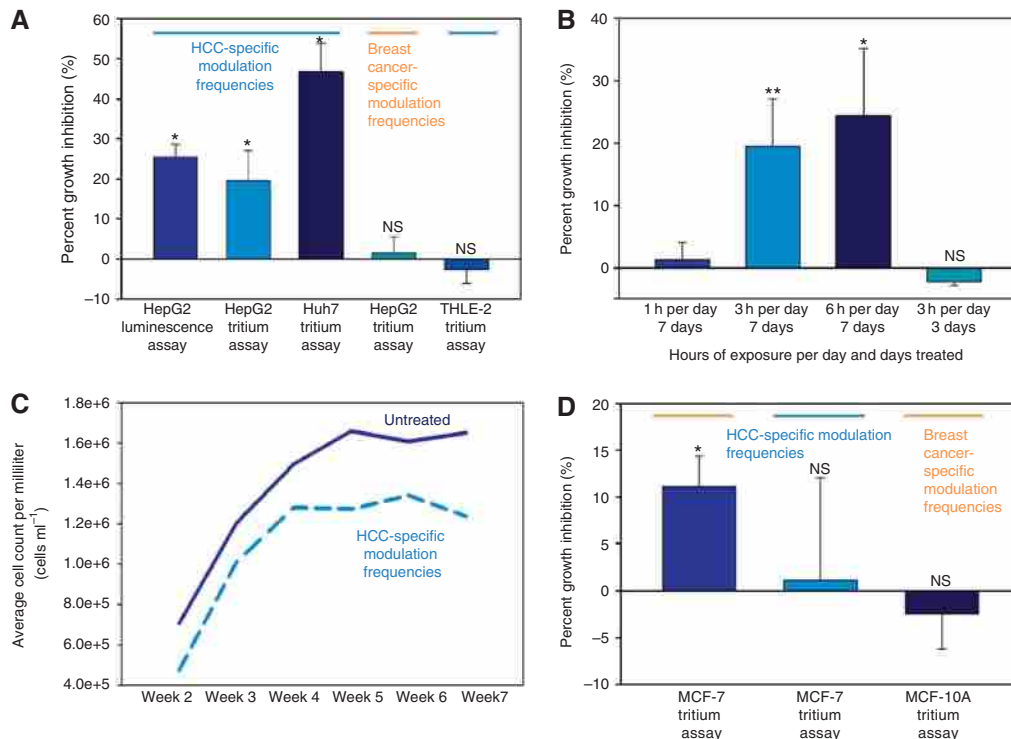 A
Percent growth inhibition (%)
60
50
40
30
20
10
0
–10
HCC-specific
modulation
frequencies
Breast
cancer-
specific
modulation
frequencies
*
*
*
NS
NS
HepG2
luminescence
assay
HepG2
tritium
assay
Huh7
tritium
assay
HepG2
tritium
assay
THLE-2
tritium
assay
B
Percent growth inhibition (%)
40
30
20
10
0
**
*
NS
1 h per day
7 days
3 h per day
7 days
6 h per day
7 days
3 h per day
3 days
Hours of exposure per day and days treated
C
Average cell count per milliliter
(cells ml⁻¹)
1.8e+6
1.6e+6
1.4e+6
1.2e+6
1.0e+6
8.0e+5
6.0e+5
4.0e+5
Untreated
HCC-specific
modulation
frequencies
Week 2 Week 3 Week 4 Week 5 Week 6 Week7
D
Percent growth inhibition (%)
20
15
10
5
0
–5
–10
HCC-specific modulation
frequencies
Breast
cancer-
specific
modulation
frequencies
*
NS
NS
MCF-7
tritium
assay
MCF-7
tritium
assay
MCF-10A
tritium
assay